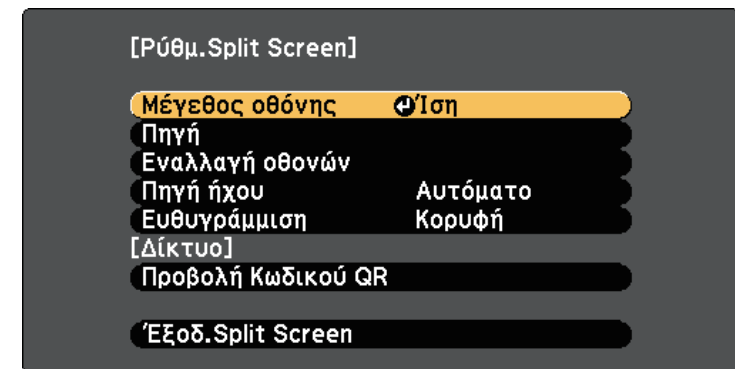 [Ρύθμ.Split Screen]
Μέγεθος οθόνης Ίση
Πηγή
Εναλλαγή οθονών
Πηγή ήχου Αυτόματο
Ευθυγράμμιση Κορυφή
[Δίκτυο]
Προβολή Κωδικού QR
Έξοδ.Split Screen